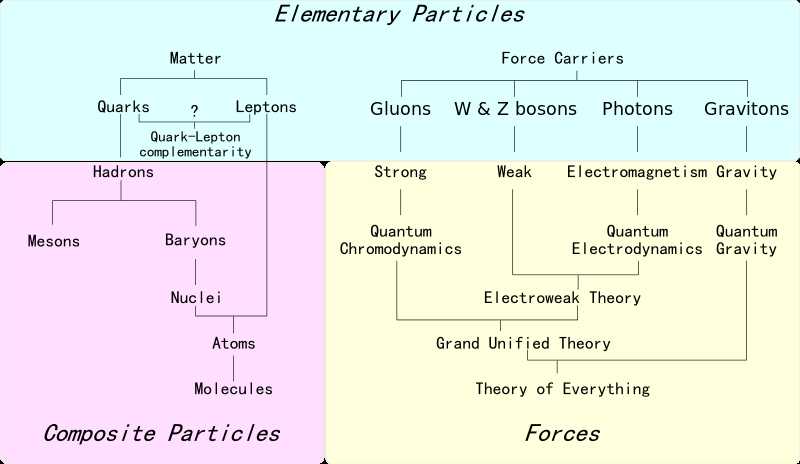 Elementary Particles
Matter
Force Carriers
Quarks
?
Leptons
Gluons
W & Z bosons
Photons
Gravitons
Quark-Lepton
complementarity
Hadrons
Strong
Weak
Electromagnetism
Gravity
Mesons
Baryons
Quantum
Chromodynamics
Quantum
Electrodynamics
Quantum
Gravity
Nuclei
Electroweak Theory
Atoms
Grand Unified Theory
Molecules
Theory of Everything
Composite Particles
Forces